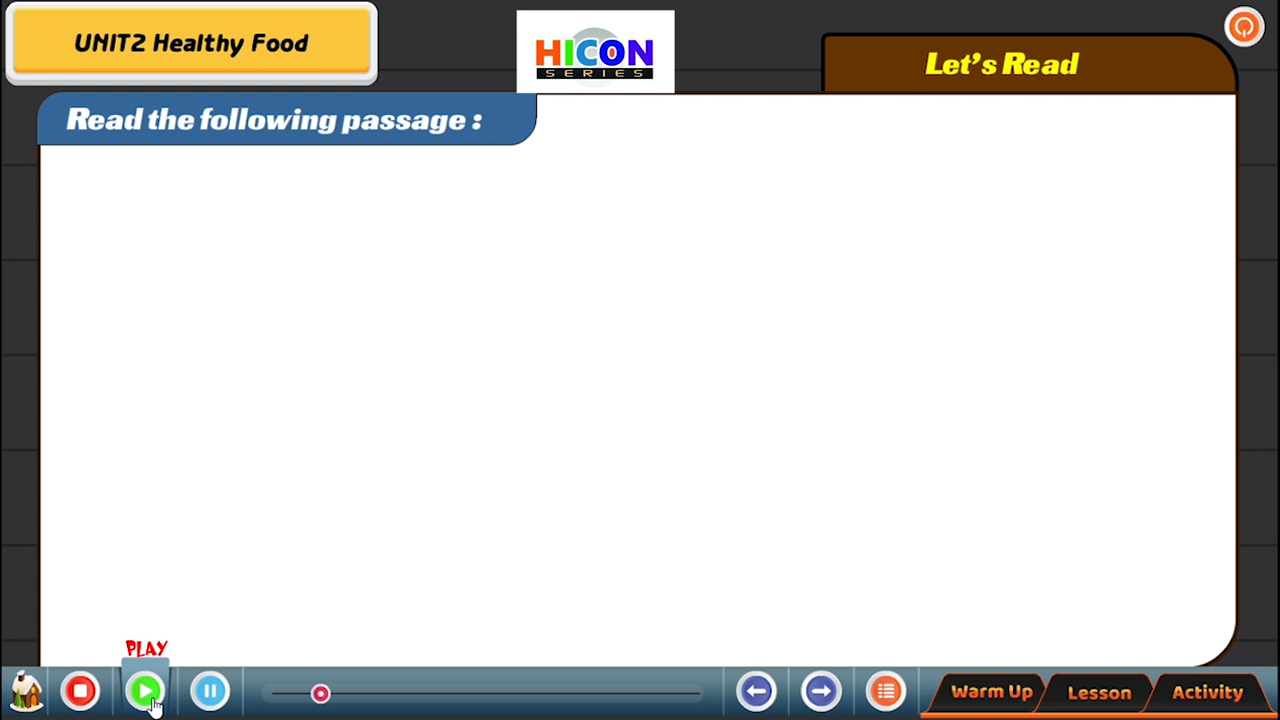 UNIT2 Healthy Food
HICON
SERIES
Let's Read
Read the following passage :
PLAY
Warm Up
Lesson
Activity